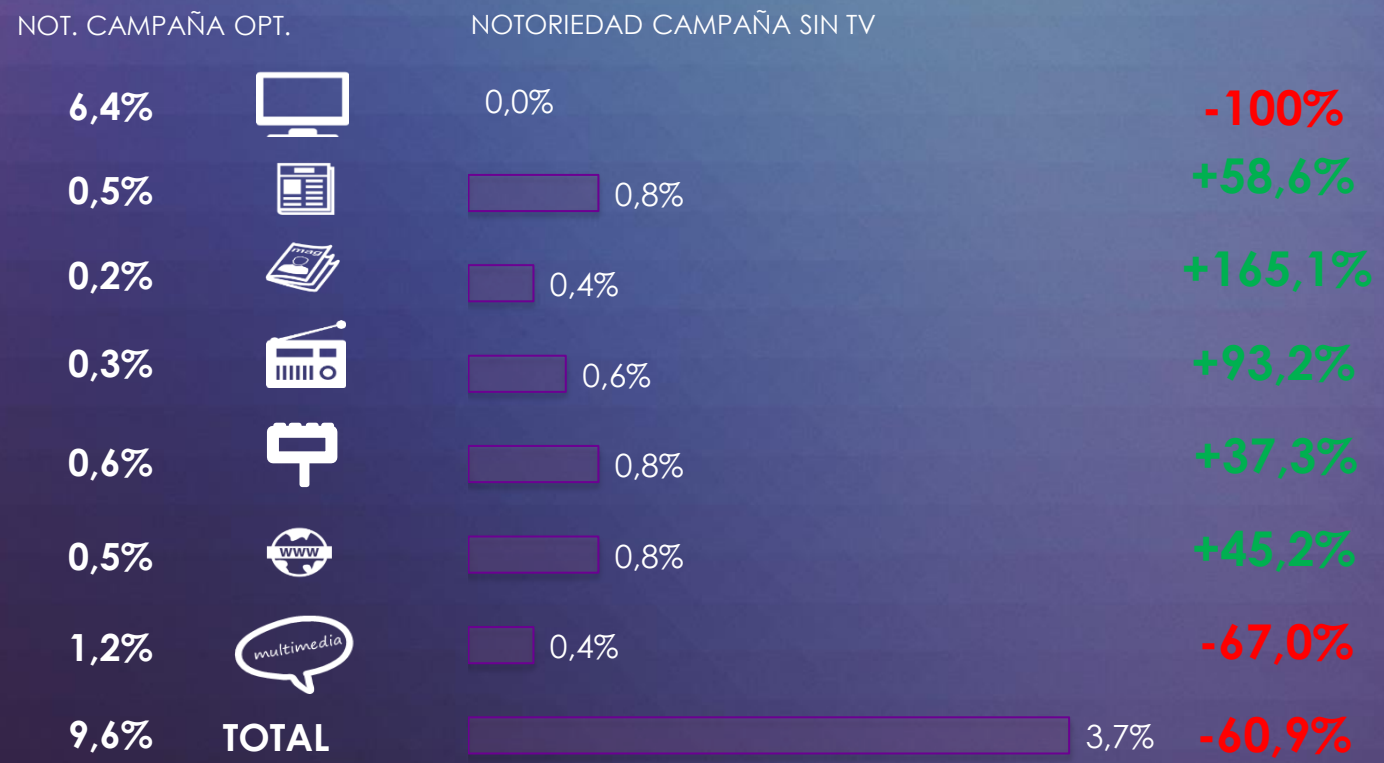 NOT. CAMPAÑA OPT. NOTORIEDAD CAMPAÑA SIN TV
6,4% 0,0% -100%
0,5% 0,8% +58,6%
mag
0,2% 0,4% +165,1%
0,3% 0,6% +93,2%
0,6% 0,8% +37,3%
0,5% www 0,8% +45,2%
1,2% multimedia 0,4% -67,0%
9,6% TOTAL 3,7% -60,9%